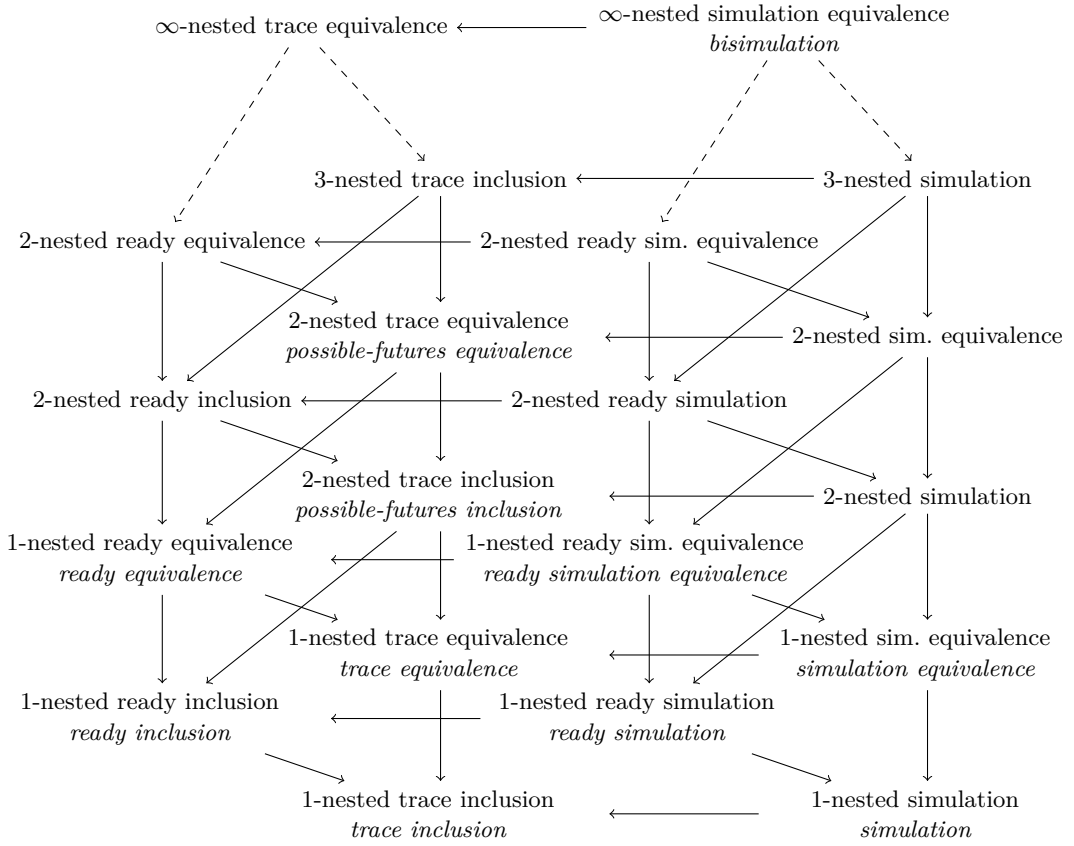 ∞-nested trace equivalence
∞-nested simulation equivalence
bisimulation
3-nested trace inclusion
3-nested simulation
2-nested ready equivalence
2-nested ready sim. equivalence
2-nested trace equivalence
possible-futures equivalence
2-nested sim. equivalence
2-nested ready inclusion
2-nested ready simulation
2-nested trace inclusion
possible-futures inclusion
2-nested simulation
1-nested ready equivalence
ready equivalence
1-nested ready sim. equivalence
ready simulation equivalence
1-nested trace equivalence
trace equivalence
1-nested sim. equivalence
simulation equivalence
1-nested ready inclusion
ready inclusion
1-nested ready simulation
ready simulation
1-nested trace inclusion
trace inclusion
1-nested simulation
simulation